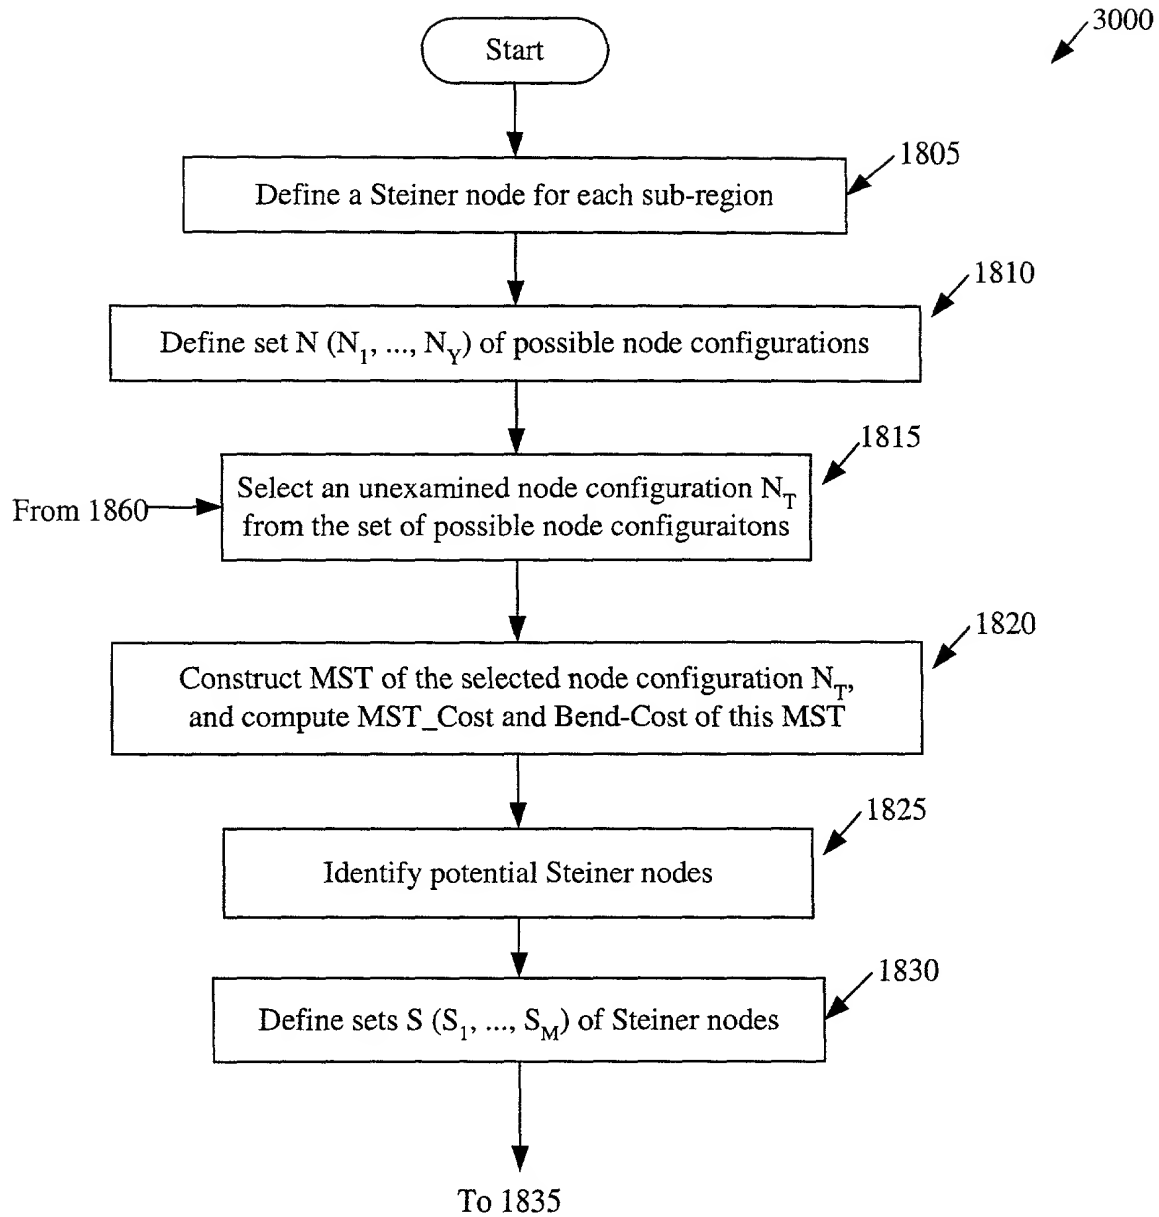 3000
Start
1805
Define a Steiner node for each sub-region
1810
Define set N (N1, ..., NY) of possible node configurations
1815
Select an unexamined node configuration NT
from the set of possible node configuraitons
From 1860
1820
Construct MST of the selected node configuration NT,
and compute MST_Cost and Bend-Cost of this MST
1825
Identify potential Steiner nodes
1830
Define sets S (S1, ..., SM) of Steiner nodes
To 1835